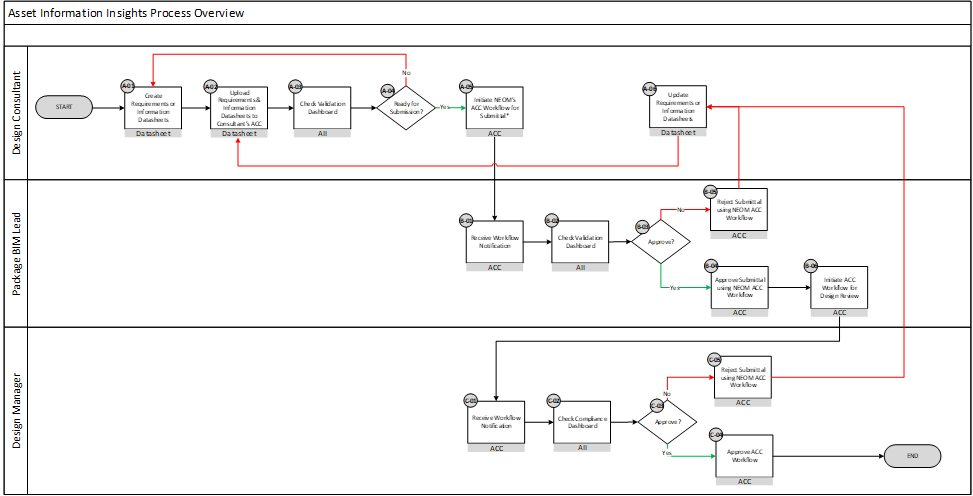 Asset Information Insights Process Overview
Design Consultant
START
A-01
Create
Requirements or
Information
Datasheets
Datasheet
A-02
Upload
Requirements &
Information
Datasheets to
Consultant's ACC
Datasheet
A-03
Check Validation
Dashboard
All
A-04
Ready for
Submission?
No
Yes
A-05
Initiate NEOM's
ACC Workflow for
Submittal*
ACC
A-06
Update
Requirements or
Information
Datasheets
Datasheet
Package BIM Lead
B-01
Receive Workflow
Notification
ACC
B-02
Check Validation
Dashboard
All
B-03
Approve?
No
Yes
B-05
Reject Submittal
using NEOM ACC
Workflow
ACC
B-04
Approve Submittal
using NEOM ACC
Workflow
ACC
B-06
Initiate ACC
Workflow for
Design Review
ACC
Design Manager
C-01
Receive Workflow
Notification
ACC
C-02
Check Compliance
Dashboard
All
C-03
Approve?
No
Yes
C-05
Reject Submittal
using NEOM ACC
Workflow
ACC
C-04
Approve ACC
Workflow
ACC
END